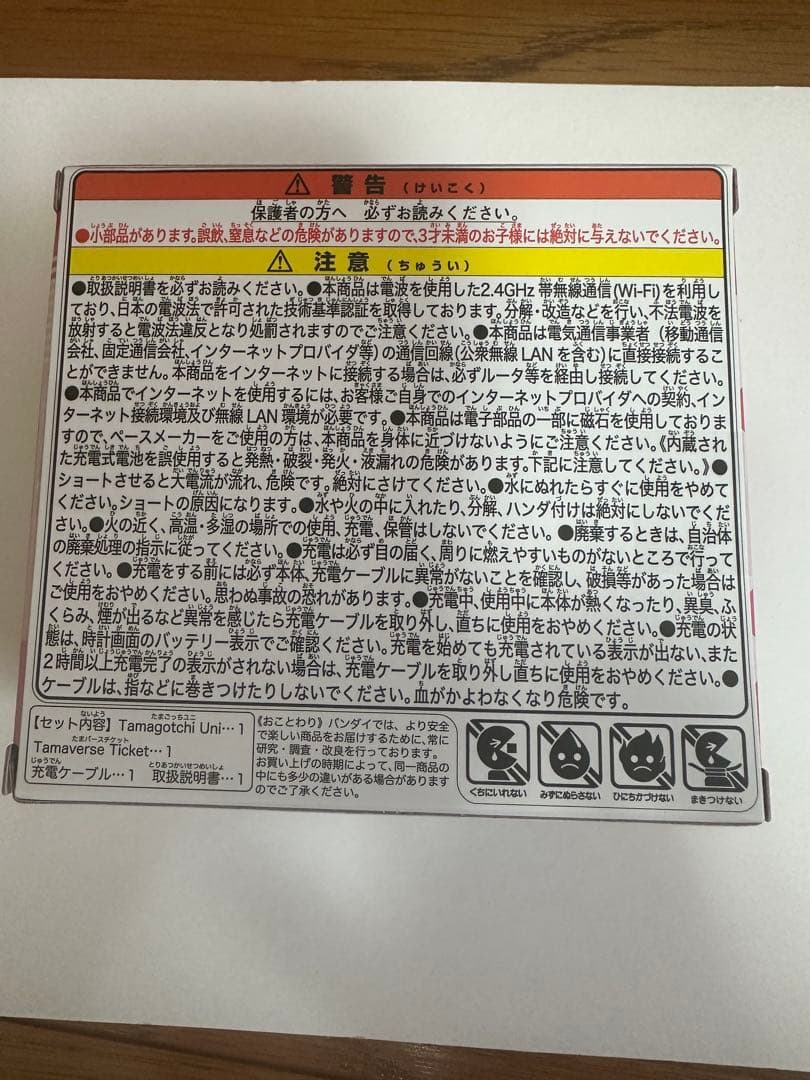 ⚠ 警告 (けいこく)
保護者の方へ 必ずお読みください。
●小部品があります。誤飲、窒息などの危険がありますので、3才未満のお子様には絶対に与えないでください。
⚠ 注意 (ちゅうい)
●取扱説明書を必ずお読みください。●本商品は電波を使用した2.4GHz 帯無線通信(Wi-Fi)を利用し
ており、日本の電波法で許可された技術基準認証を取得しております。分解・改造などを行い、不法電波を
放射すると電波法違反となり処罰されますのでご注意ください。●本商品は電気通信事業者(移動通信
会社、固定通信会社、インターネットプロバイダ等)の通信回線(公衆無線LANを含む)に直接接続するこ
とができません。本商品をインターネットに接続する場合は、必ずルータ等を経由し接続してください。
●本商品でインターネットを使用するには、お客様ご自身でのインターネットプロバイダへの契約、イン
ターネット接続環境及び無線LAN環境が必要です。●本商品は電子部品の一部に磁石を使用しておりま
すので、ペースメーカーをご使用の方は、本商品を身体に近づけないようにご注意ください。《内蔵され
た充電式電池を誤使用すると発熱・破裂・発火・液漏れの危険があります。下記に注意してください。》●
ショートさせると大電流が流れ、危険です。絶対にさけてください。●水にぬれたらすぐに使用をやめて
ください。ショートの原因になります。●水や火の中に入れたり、分解、ハンダ付けは絶対にしないでくだ
さい。●火の近く、高温・多湿の場所での使用、充電、保管はしないでください。●廃棄するときは、自治体
の廃棄処理の指示に従ってください。●充電は必ず目の届く、周りに燃えやすいものがないところで行って
ください。●充電をする前には必ず本体、充電ケーブルに異常がないことを確認し、破損等があった場合は
ご使用をおやめください。思わぬ事故の恐れがあります。●充電中、使用中に本体が熱くなったり、異臭、ふ
くらみ、煙が出るなど異常を感じたら充電ケーブルを取り外し、直ちに使用をおやめください。●充電の状
態は、時計画面のバッテリー表示でご確認ください。充電を始めても充電されている表示が出ない、また
2時間以上充電完了の表示がされない場合は、充電ケーブルを取り外し直ちに使用をおやめください。●
ケーブルは、指などに巻きつけたりしないでください。血がかよわなくなり危険です。
【セット内容】Tamagotchi Uni…1
Tamaverse Ticket…1
充電ケーブル…1 取扱説明書…1
《おことわり》バンダイでは、より安全
で楽しい商品をお届けするために、常に
研究・調査・改良を行っております。
お買い上げの時期によって、同一商品の
中にも多少の違いがある場合があります
のでご了承ください。
くちにいれない みずにぬらさない ひにちかづけない まきつけない